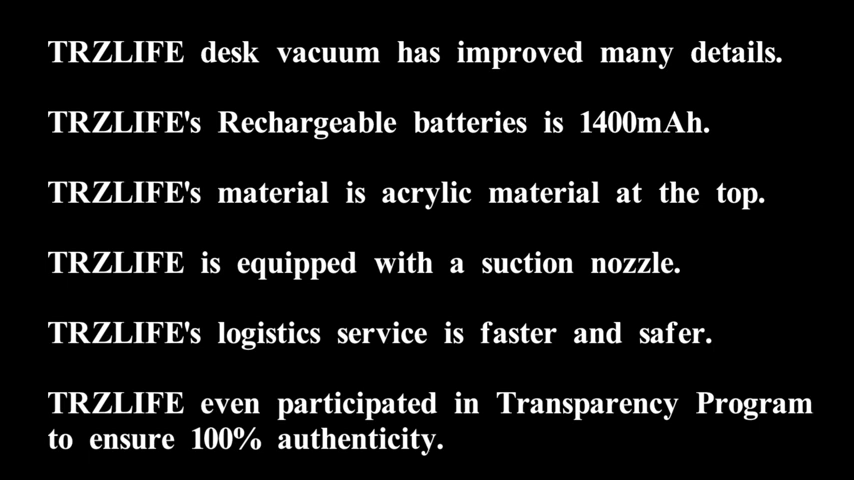 TRZLIFE desk vacuum has improved many details.
TRZLIFE's Rechargeable batteries is 1400mAh.
TRZLIFE's material is acrylic material at the top.
TRZLIFE is equipped with a suction nozzle.
TRZLIFE's logistics service is faster and safer.
TRZLIFE even participated in Transparency Program
to ensure 100% authenticity.